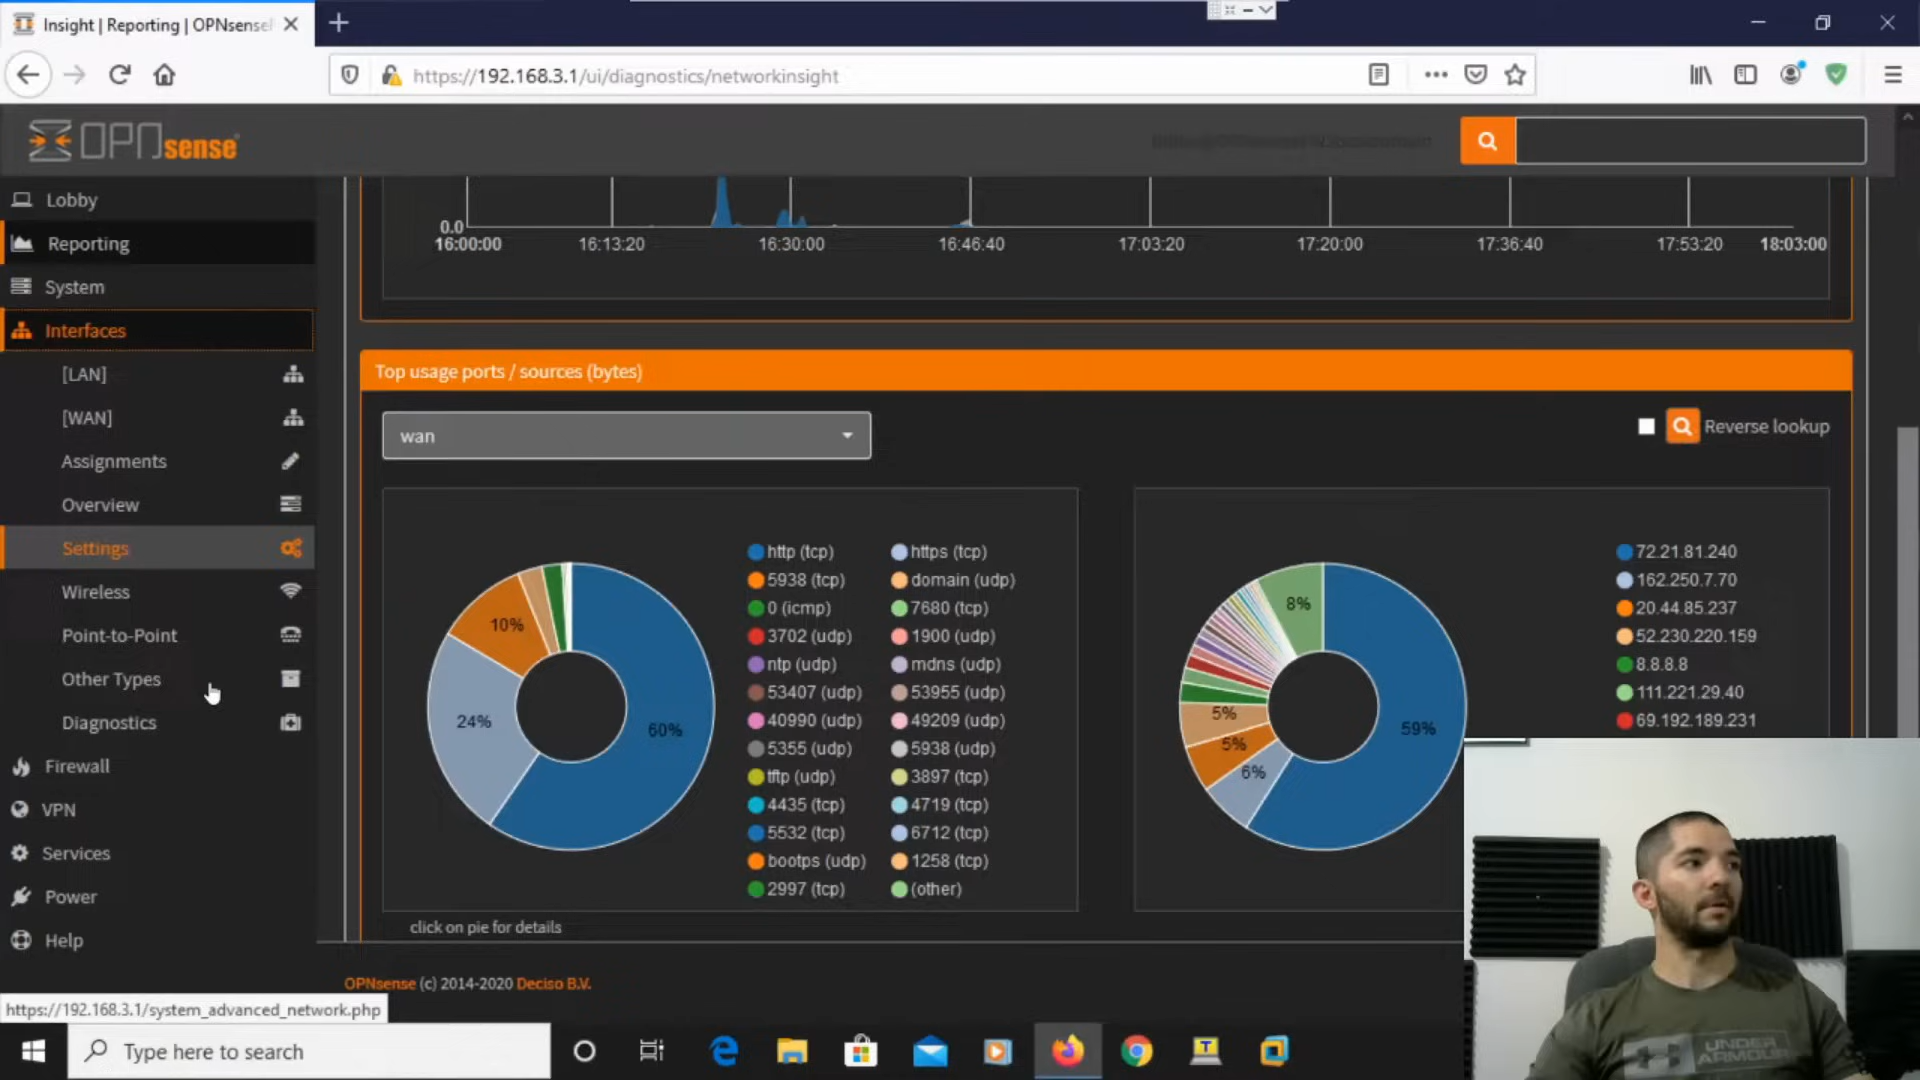 Insight | Reporting | OPNsense
https://192.168.3.1/ui/diagnostics/networkinsight
OPNsense
Lobby
Reporting
System
Interfaces
[LAN]
[WAN]
Assignments
Overview
Settings
Wireless
Point-to-Point
Other Types
Diagnostics
Firewall
VPN
Services
Power
Help
0.0
16:00:00 16:13:20 16:30:00 16:46:40 17:03:20 17:20:00 17:36:40 17:53:20 18:03:00
Top usage ports / sources (bytes)
wan
Reverse lookup
10%
24%
60%
http (tcp) https (tcp)
5938 (tcp) domain (udp)
0 (icmp) 7680 (tcp)
3702 (udp) 1900 (udp)
ntp (udp) mdns (udp)
53407 (udp) 53955 (udp)
40990 (udp) 49209 (udp)
5355 (udp) 5938 (udp)
tftp (udp) 3897 (tcp)
4435 (tcp) 4719 (tcp)
5532 (tcp) 6712 (tcp)
bootps (udp) 1258 (tcp)
2997 (tcp) (other)
8%
5%
5%
6%
59%
72.21.81.240
162.250.7.70
20.44.85.237
52.230.220.159
8.8.8.8
111.221.29.40
69.192.189.231
click on pie for details
OPNsense (c) 2014-2020 Deciso B.V.
https://192.168.3.1/system_advanced_network.php
Type here to search
UNDER
ARMOUR